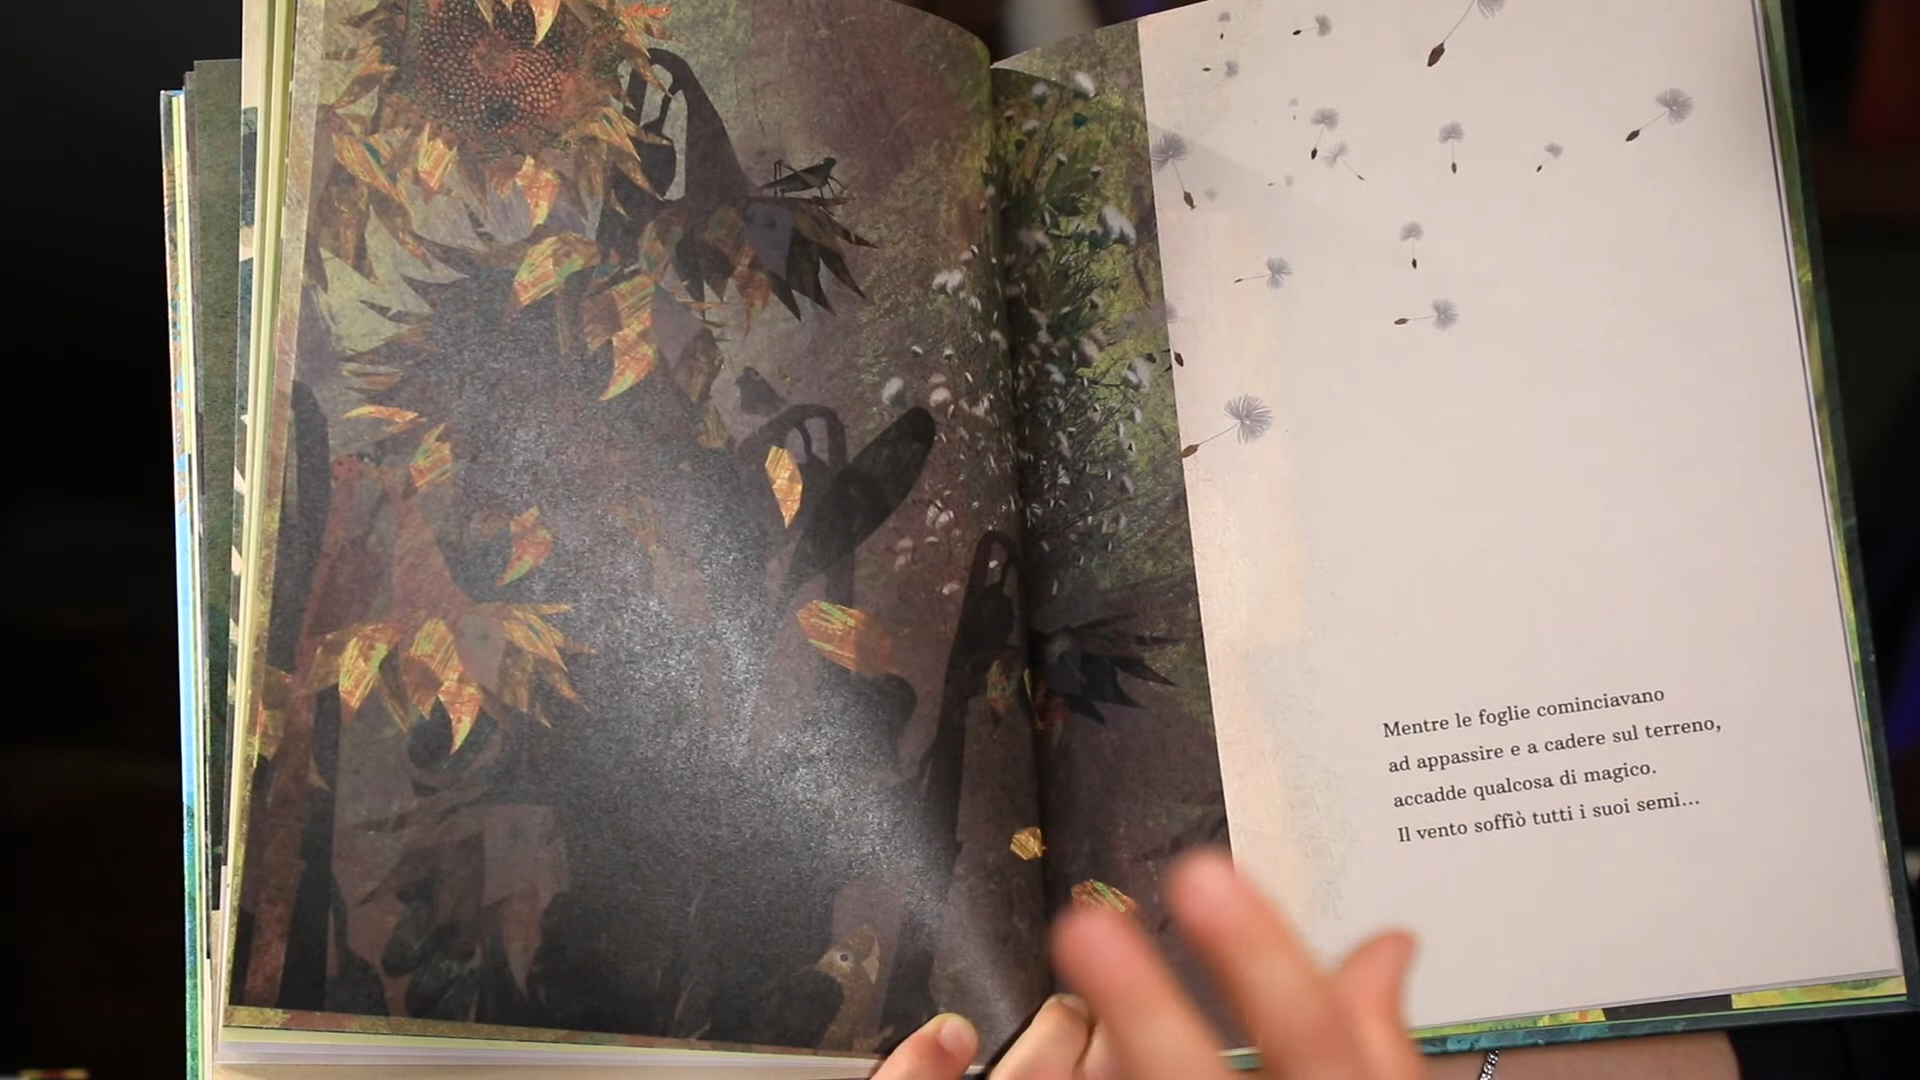 Mentre le foglie cominciavano
ad appassire e a cadere sul terreno,
accadde qualcosa di magico.
Il vento soffiò tutti i suoi semi...